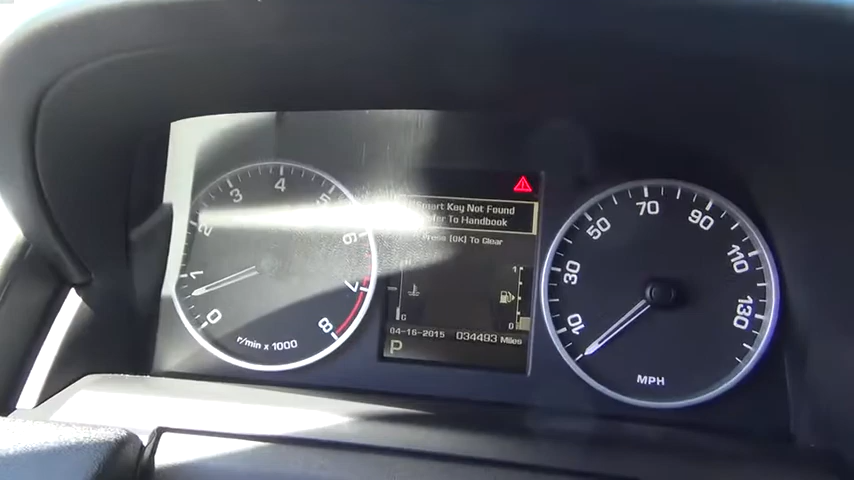 Smart Key Not Found
Refer To Handbook
Press [OK] To Clear
0
1
2
3
4
5
6
7
8
r/min x 1000
C
1
0
04-16-2015
034493 Miles
P
10
30
50
70
90
110
130
MPH